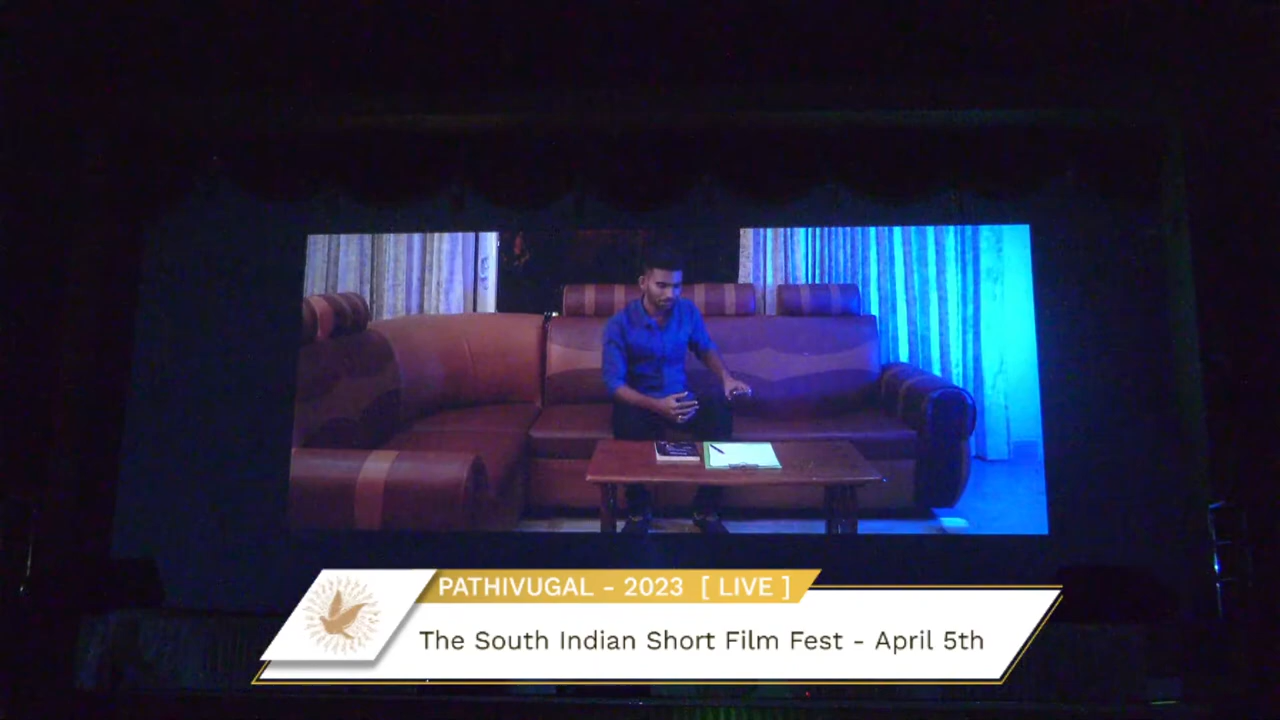 PATHIVUGAL - 2023 [ LIVE ]
The South Indian Short Film Fest - April 5th